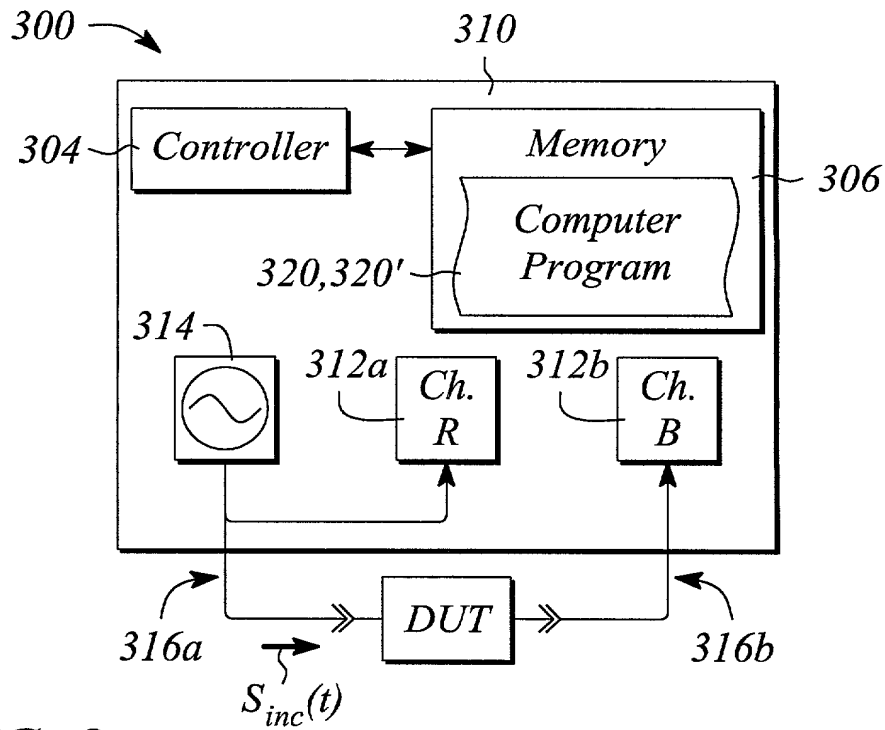 300
310
304
Controller
Memory
306
Computer
Program
320,320'
314
312a
Ch.
R
312b
Ch.
B
316a
DUT
316b
S_inc(t)